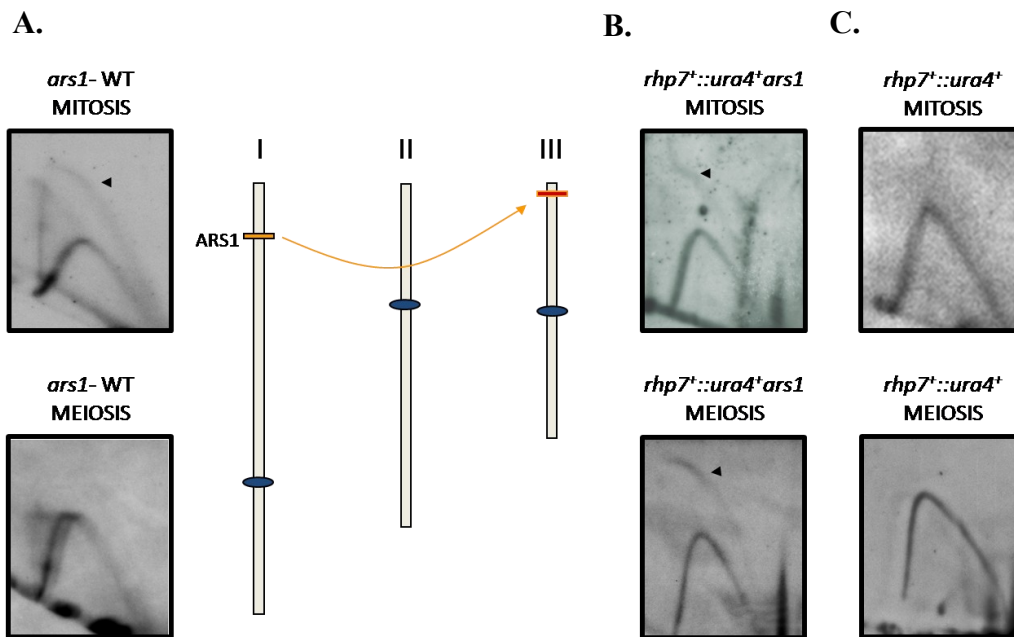 A.
ars1- WT
MITOSIS
ars1- WT
MEIOSIS
I
II
III
ARS1
B.
rhp7⁺::ura4⁺ars1
MITOSIS
rhp7⁺::ura4⁺ars1
MEIOSIS
C.
rhp7⁺::ura4⁺
MITOSIS
rhp7⁺::ura4⁺
MEIOSIS